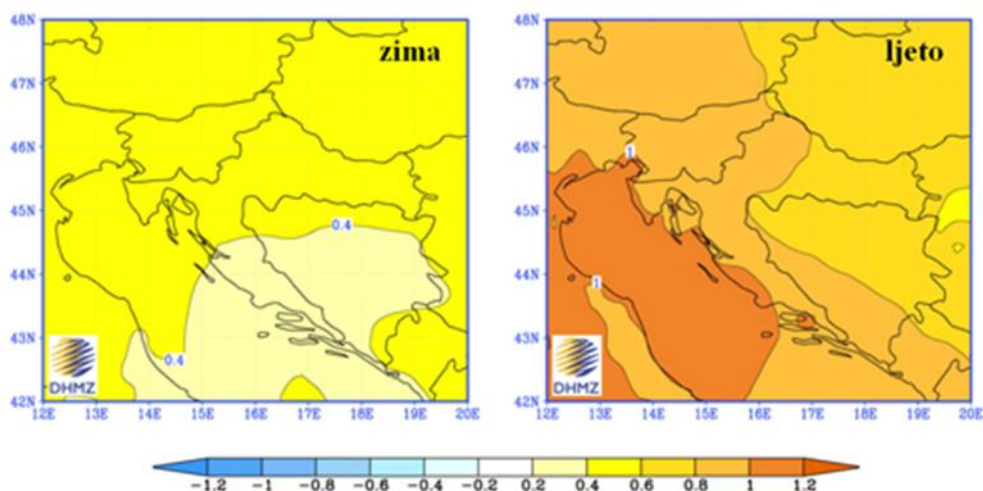 48N
47N
46N
45N
44N
43N
42N
12E 13E 14E 15E 16E 17E 18E 19E 20E
zima
0.4
0.4
DHMZ
48N
47N
46N
45N
44N
43N
42N
12E 13E 14E 15E 16E 17E 18E 19E 20E
ljeto
1
1
DHMZ
-1.2 -1 -0.8 -0.6 -0.4 -0.2 0.2 0.4 0.6 0.8 1 1.2